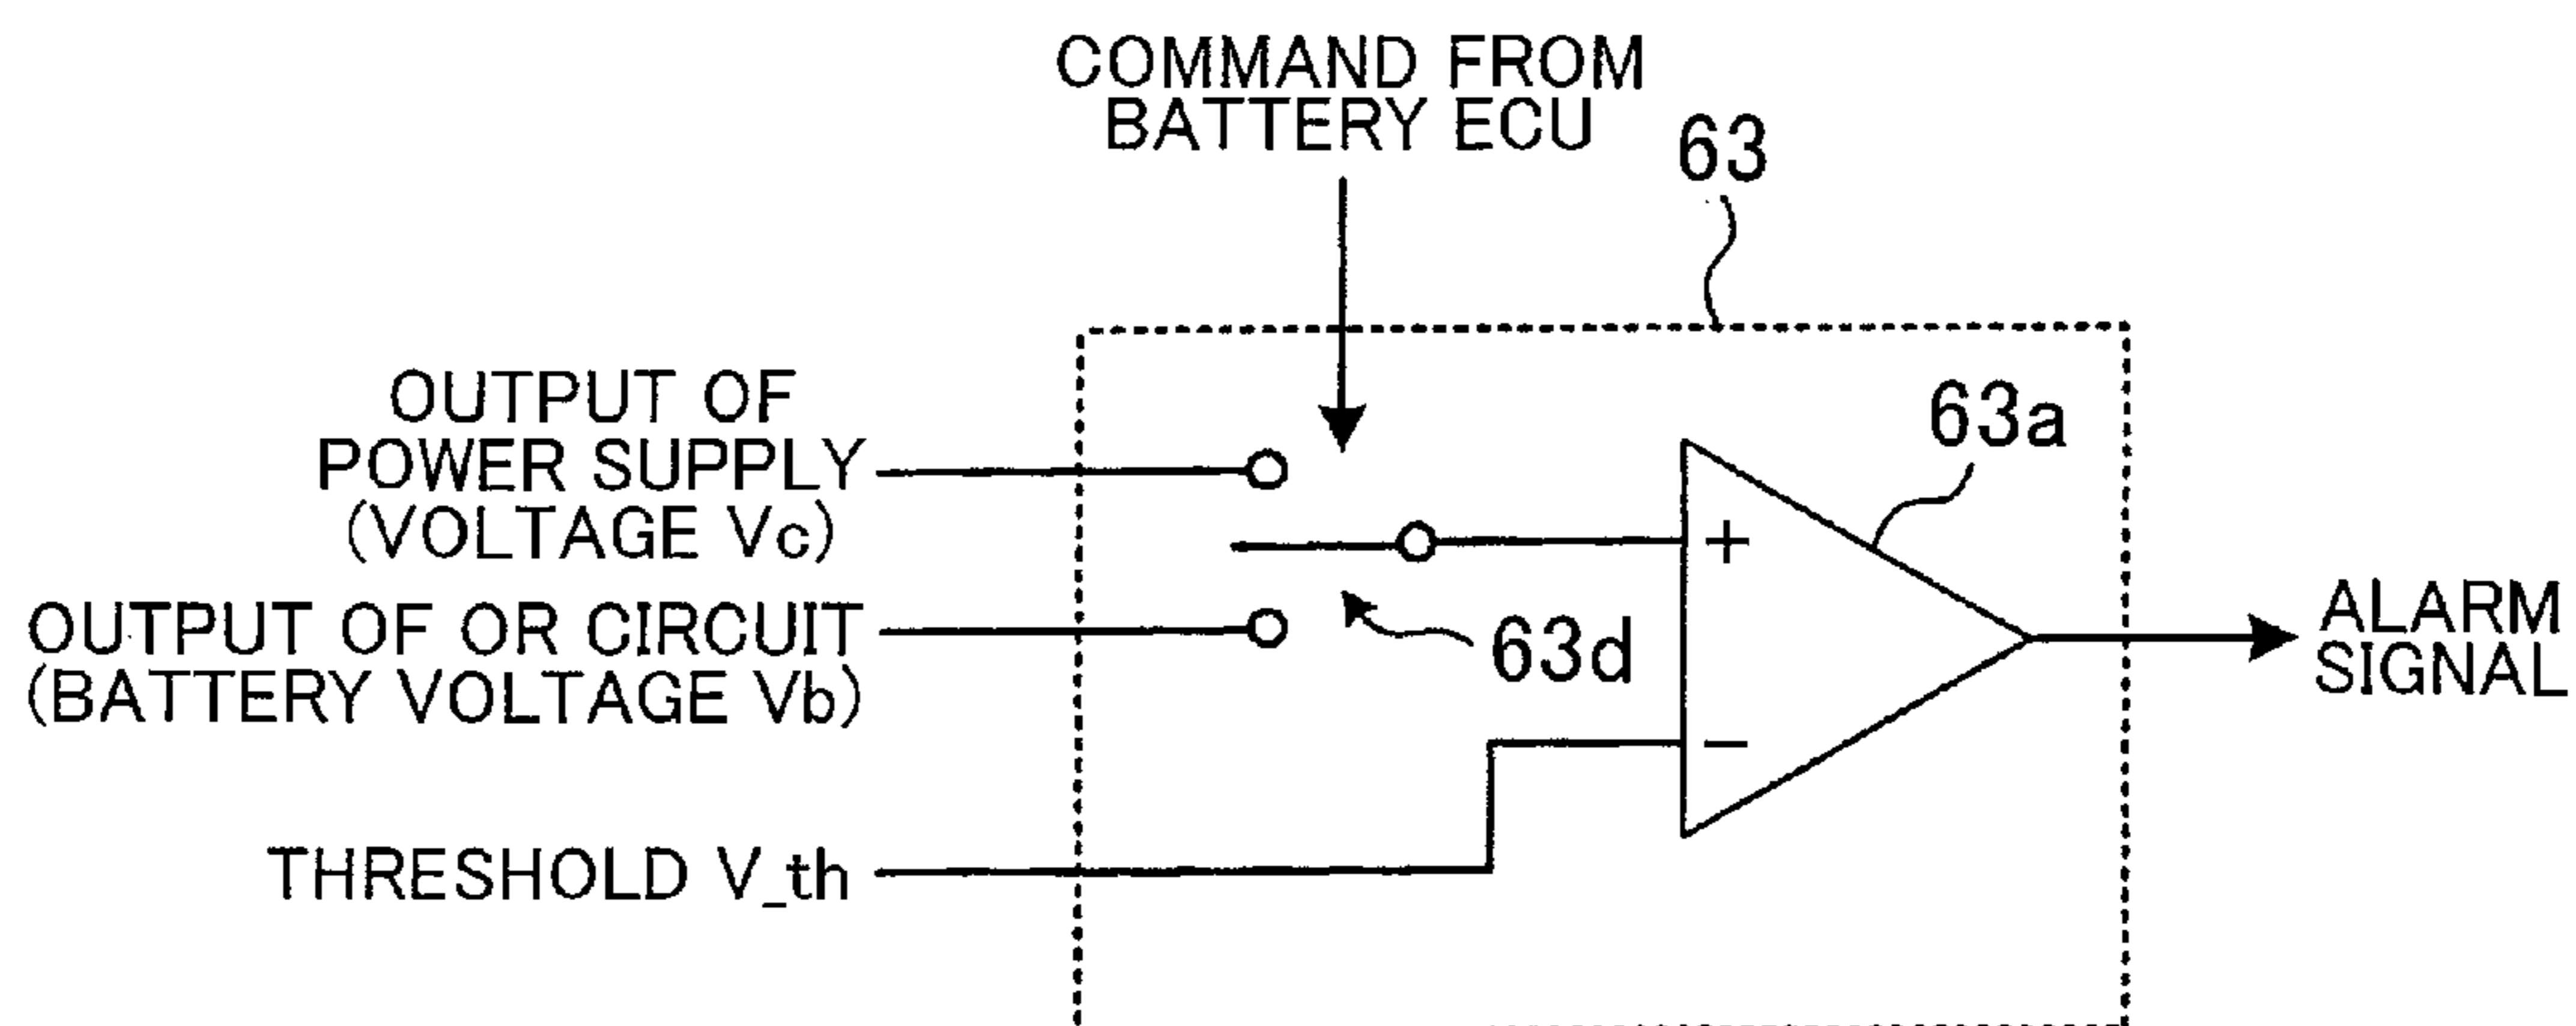 COMMAND FROM
BATTERY ECU
63
OUTPUT OF
POWER SUPPLY
(VOLTAGE Vc)
63a
+
OUTPUT OF OR CIRCUIT
(BATTERY VOLTAGE Vb)
63d
ALARM
SIGNAL
−
THRESHOLD V_th